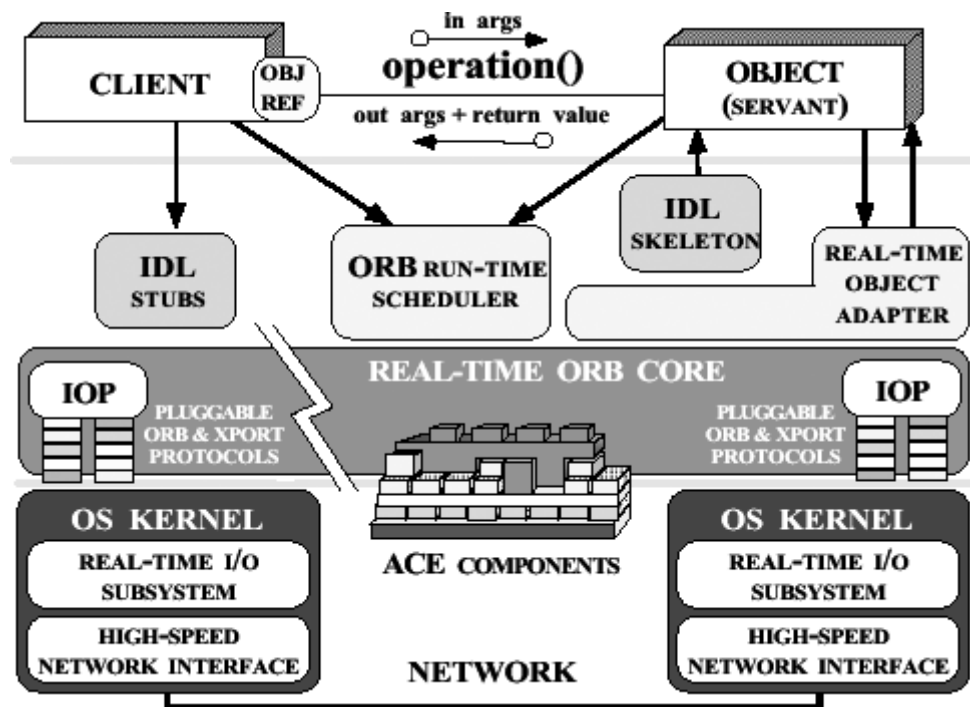 in args
operation()
out args + return value
CLIENT
OBJ
REF
OBJECT
(SERVANT)
IDL
STUBS
ORB RUN-TIME
SCHEDULER
IDL
SKELETON
REAL-TIME
OBJECT
ADAPTER
REAL-TIME ORB CORE
IOP
PLUGGABLE
ORB & XPORT
PROTOCOLS
PLUGGABLE
ORB & XPORT
PROTOCOLS
IOP
OS KERNEL
REAL-TIME I/O
SUBSYSTEM
HIGH-SPEED
NETWORK INTERFACE
ACE COMPONENTS
NETWORK
OS KERNEL
REAL-TIME I/O
SUBSYSTEM
HIGH-SPEED
NETWORK INTERFACE